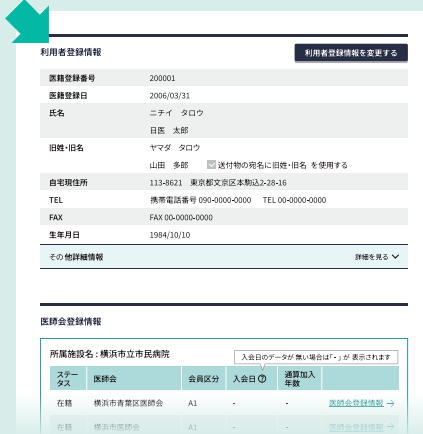 利用者登録情報
利用者登録情報を変更する
医籍登録番号 200001
医籍登録日 2006/03/31
氏名 ニチイ タロウ
日医 太郎
旧姓・旧名 ヤマダ タロウ
山田 多郎 送付物の宛名に旧姓・旧名 を使用する
自宅現住所 113-8621 東京都文京区本駒込2-28-16
TEL 携帯電話番号 090-0000-0000 TEL 00-0000-0000
FAX FAX 00-0000-0000
生年月日 1984/10/10
その他詳細情報 詳細を見る
医師会登録情報
所属施設名 : 横浜市立市民病院
入会日のデータが 無い場合は「 - 」が 表示されます
ステータス 医師会 会員区分 入会日 ? 通算加入年数
在籍 横浜市青葉区医師会 A1 - - 医師会登録情報 →
在籍 横浜市医師会 A1 - - 医師会登録情報 →